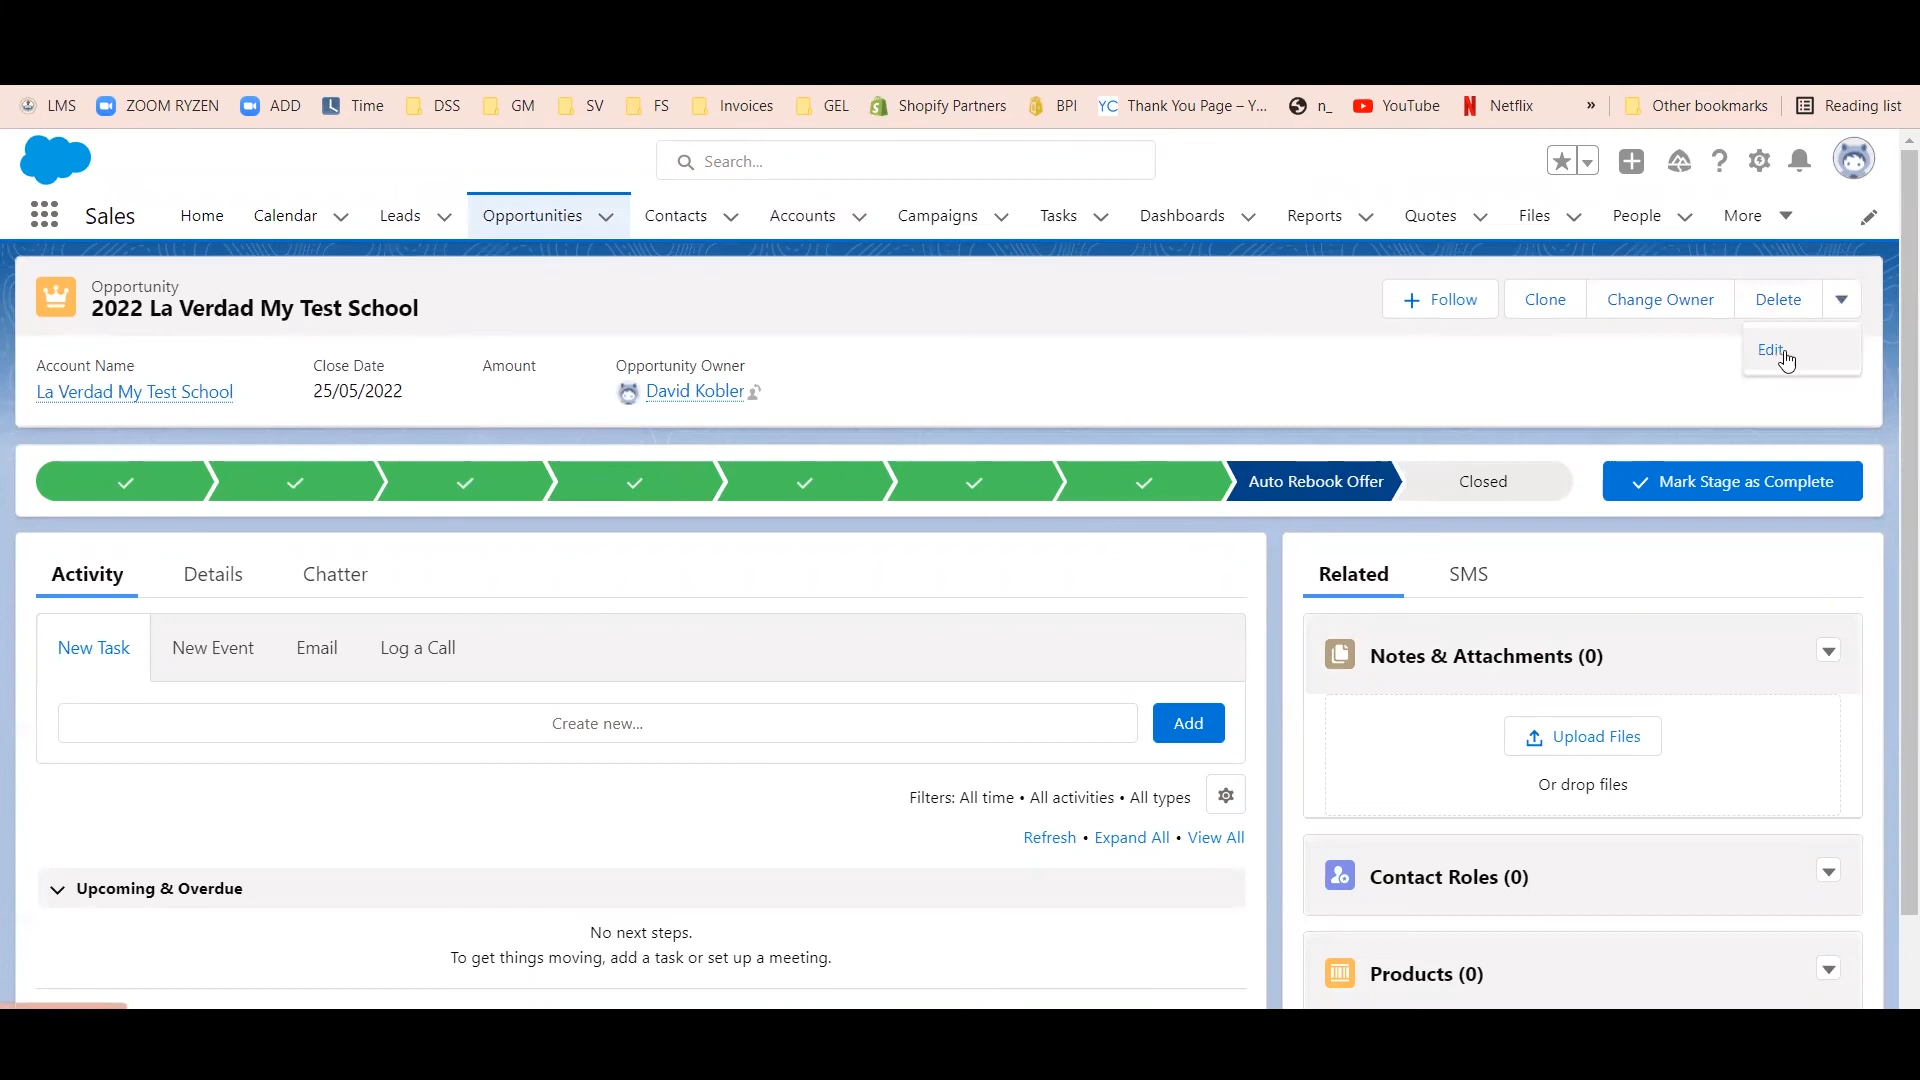 LMS ZOOM RYZEN ADD Time DSS GM SV FS Invoices GEL Shopify Partners BPI YC Thank You Page – Y... n_ YouTube Netflix » Other bookmarks Reading list
Search...
Sales Home Calendar Leads Opportunities Contacts Accounts Campaigns Tasks Dashboards Reports Quotes Files People More
Opportunity
2022 La Verdad My Test School
Follow Clone Change Owner Delete
Edit
Account Name Close Date Amount Opportunity Owner
La Verdad My Test School 25/05/2022 David Kobler
Auto Rebook Offer Closed Mark Stage as Complete
Activity Details Chatter
New Task New Event Email Log a Call
Create new... Add
Filters: All time • All activities • All types
Refresh • Expand All • View All
Upcoming & Overdue
No next steps.
To get things moving, add a task or set up a meeting.
Related SMS
Notes & Attachments (0)
Upload Files
Or drop files
Contact Roles (0)
Products (0)